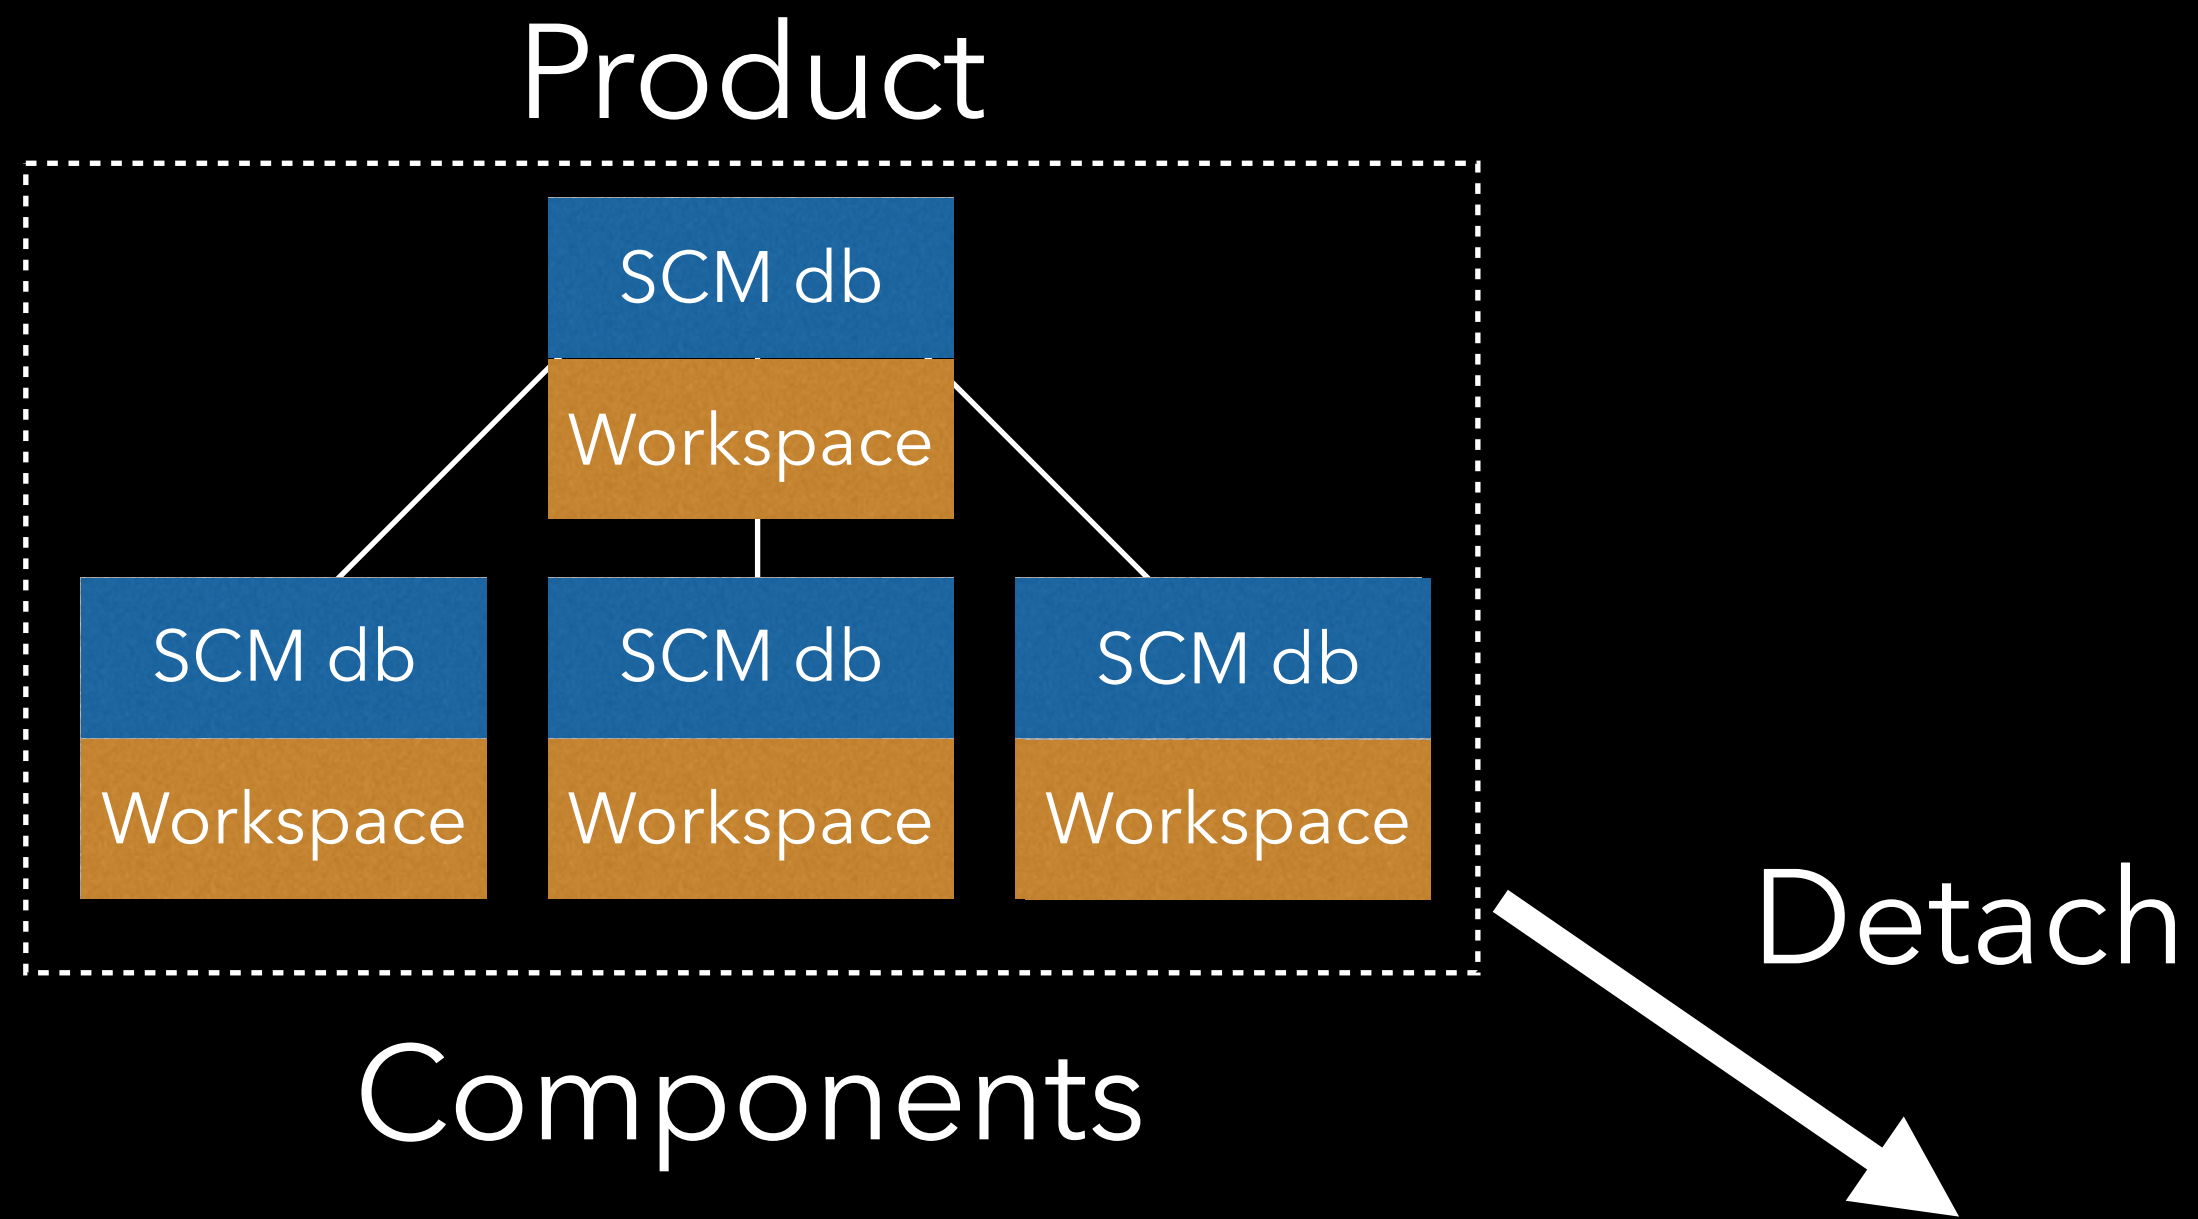 Product
SCM db
Workspace
SCM db
Workspace
SCM db
Workspace
SCM db
Workspace
Detach
Components